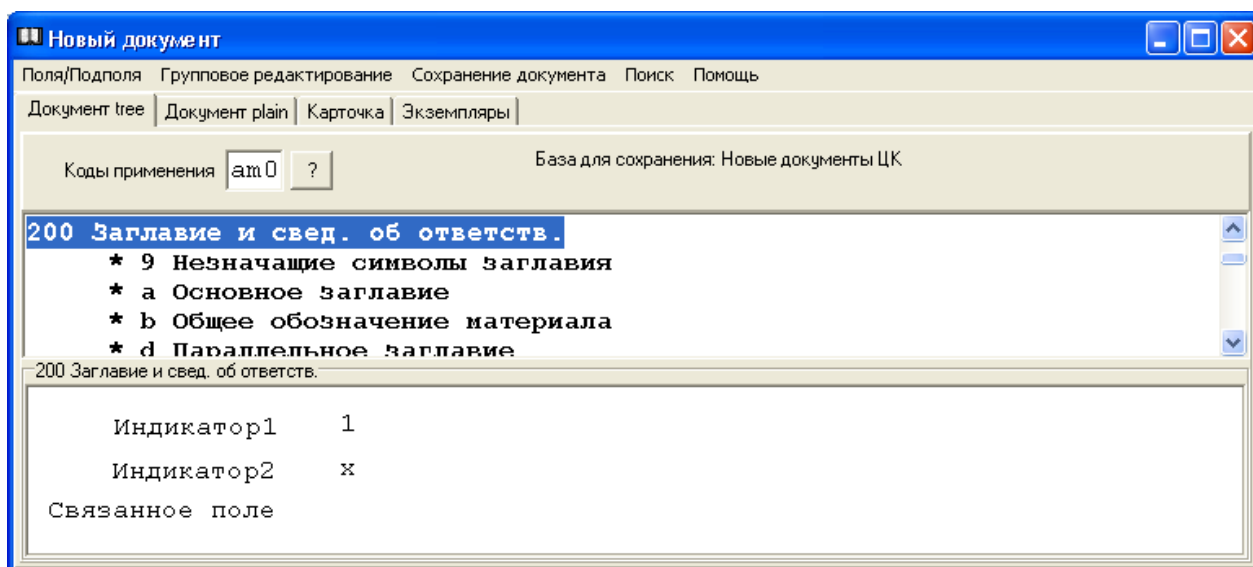 Новый документ
Поля/Подполя Групповое редактирование Сохранение документа Поиск Помощь
Документ tree Документ plain Карточка Экземпляры
Коды применения am0 ? База для сохранения: Новые документы ЦК
200 Заглавие и свед. об ответств.
* 9 Незначащие символы заглавия
* a Основное заглавие
* b Общее обозначение материала
* d Параллельное заглавие
200 Заглавие и свед. об ответств.
Индикатор1 1
Индикатор2 x
Связанное поле